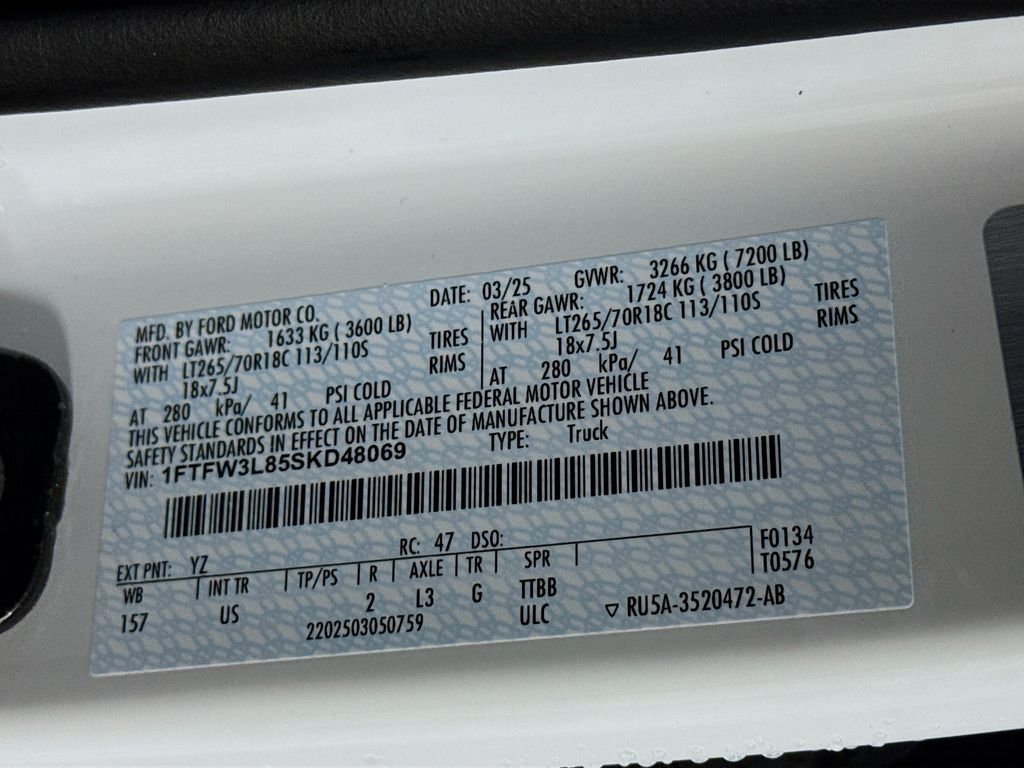 MFD. BY FORD MOTOR CO. DATE: 03/25 GVWR: 3266 KG ( 7200 LB)
FRONT GAWR: 1633 KG ( 3600 LB) REAR GAWR: 1724 KG ( 3800 LB)
WITH LT265/70R18C 113/110S TIRES WITH LT265/70R18C 113/110S TIRES
18x7.5J RIMS 18x7.5J RIMS
AT 280 kPa/ 41 PSI COLD AT 280 kPa/ 41 PSI COLD
THIS VEHICLE CONFORMS TO ALL APPLICABLE FEDERAL MOTOR VEHICLE
SAFETY STANDARDS IN EFFECT ON THE DATE OF MANUFACTURE SHOWN ABOVE.
VIN: 1FTFW3L85SKD48069 TYPE: Truck
EXT PNT: YZ RC: 47 DSO: F0134
WB INT TR TP/PS R AXLE TR SPR T0576
157 US 2 L3 G TTBB
2202503050759 ULC ▽ RU5A-3520472-AB